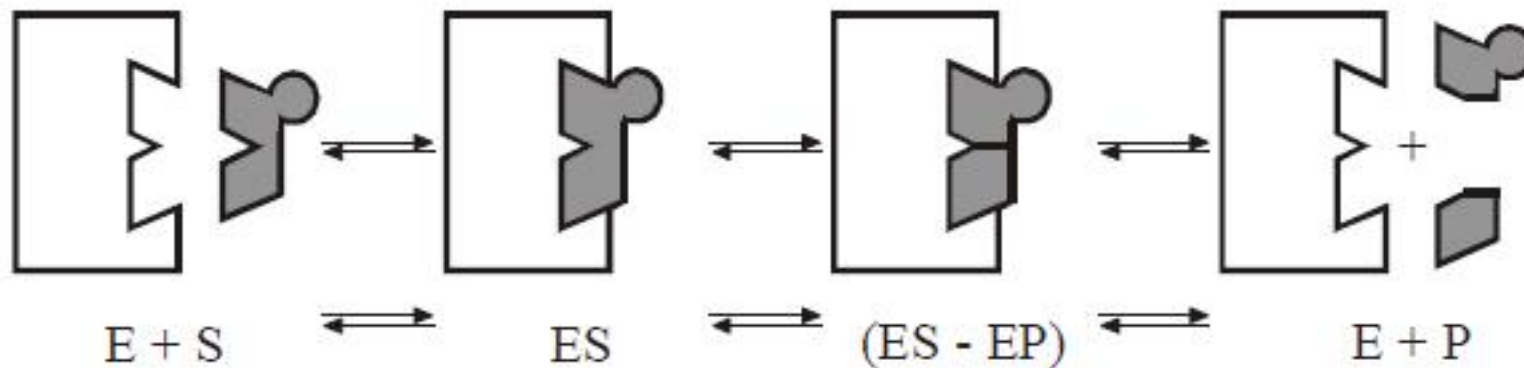 +
E + S ES (ES - EP) E + P